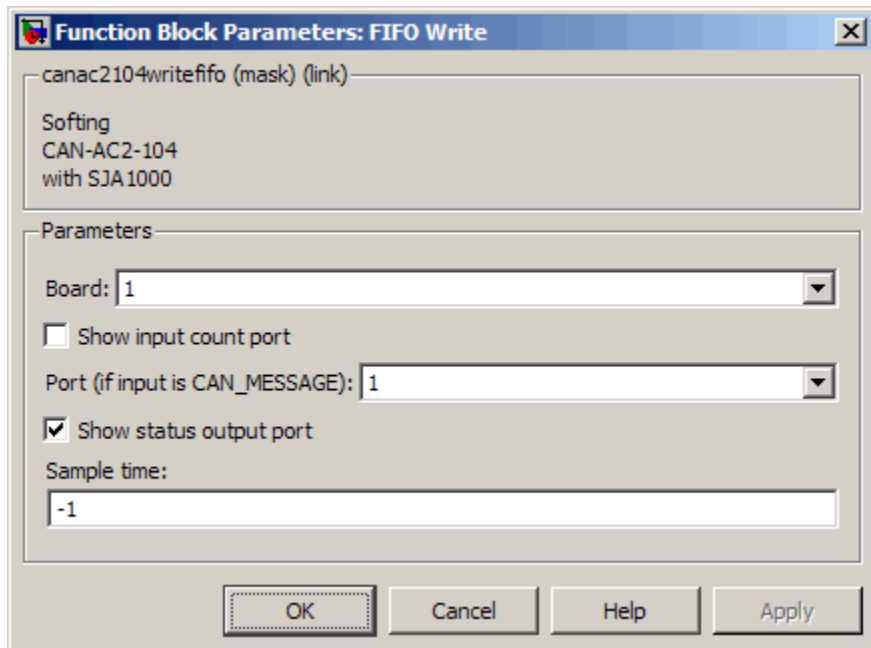 Function Block Parameters: FIFO Write
canac2104writefifo (mask) (link)
Softing
CAN-AC2-104
with SJA1000
Parameters
Board: 1
Show input count port
Port (if input is CAN_MESSAGE): 1
Show status output port
Sample time:
-1
OK Cancel Help Apply